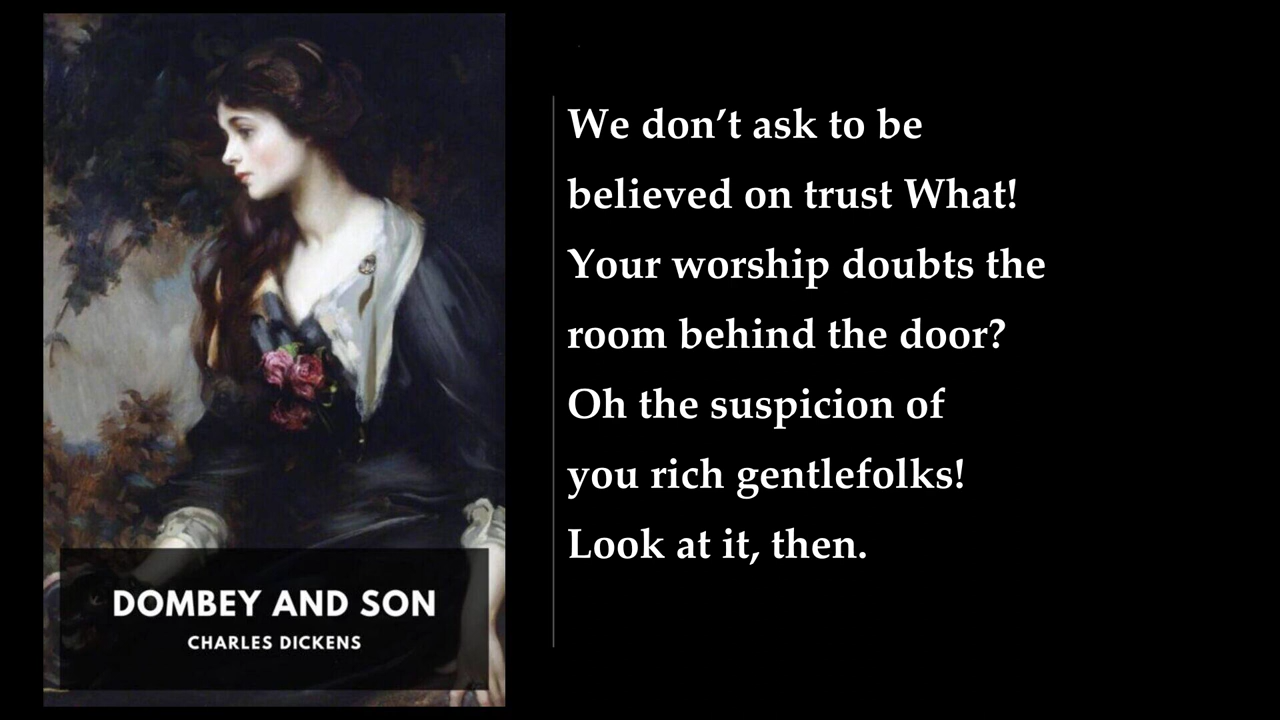 DOMBEY AND SON
CHARLES DICKENS
We don’t ask to be
believed on trust What!
Your worship doubts the
room behind the door?
Oh the suspicion of
you rich gentlefolks!
Look at it, then.